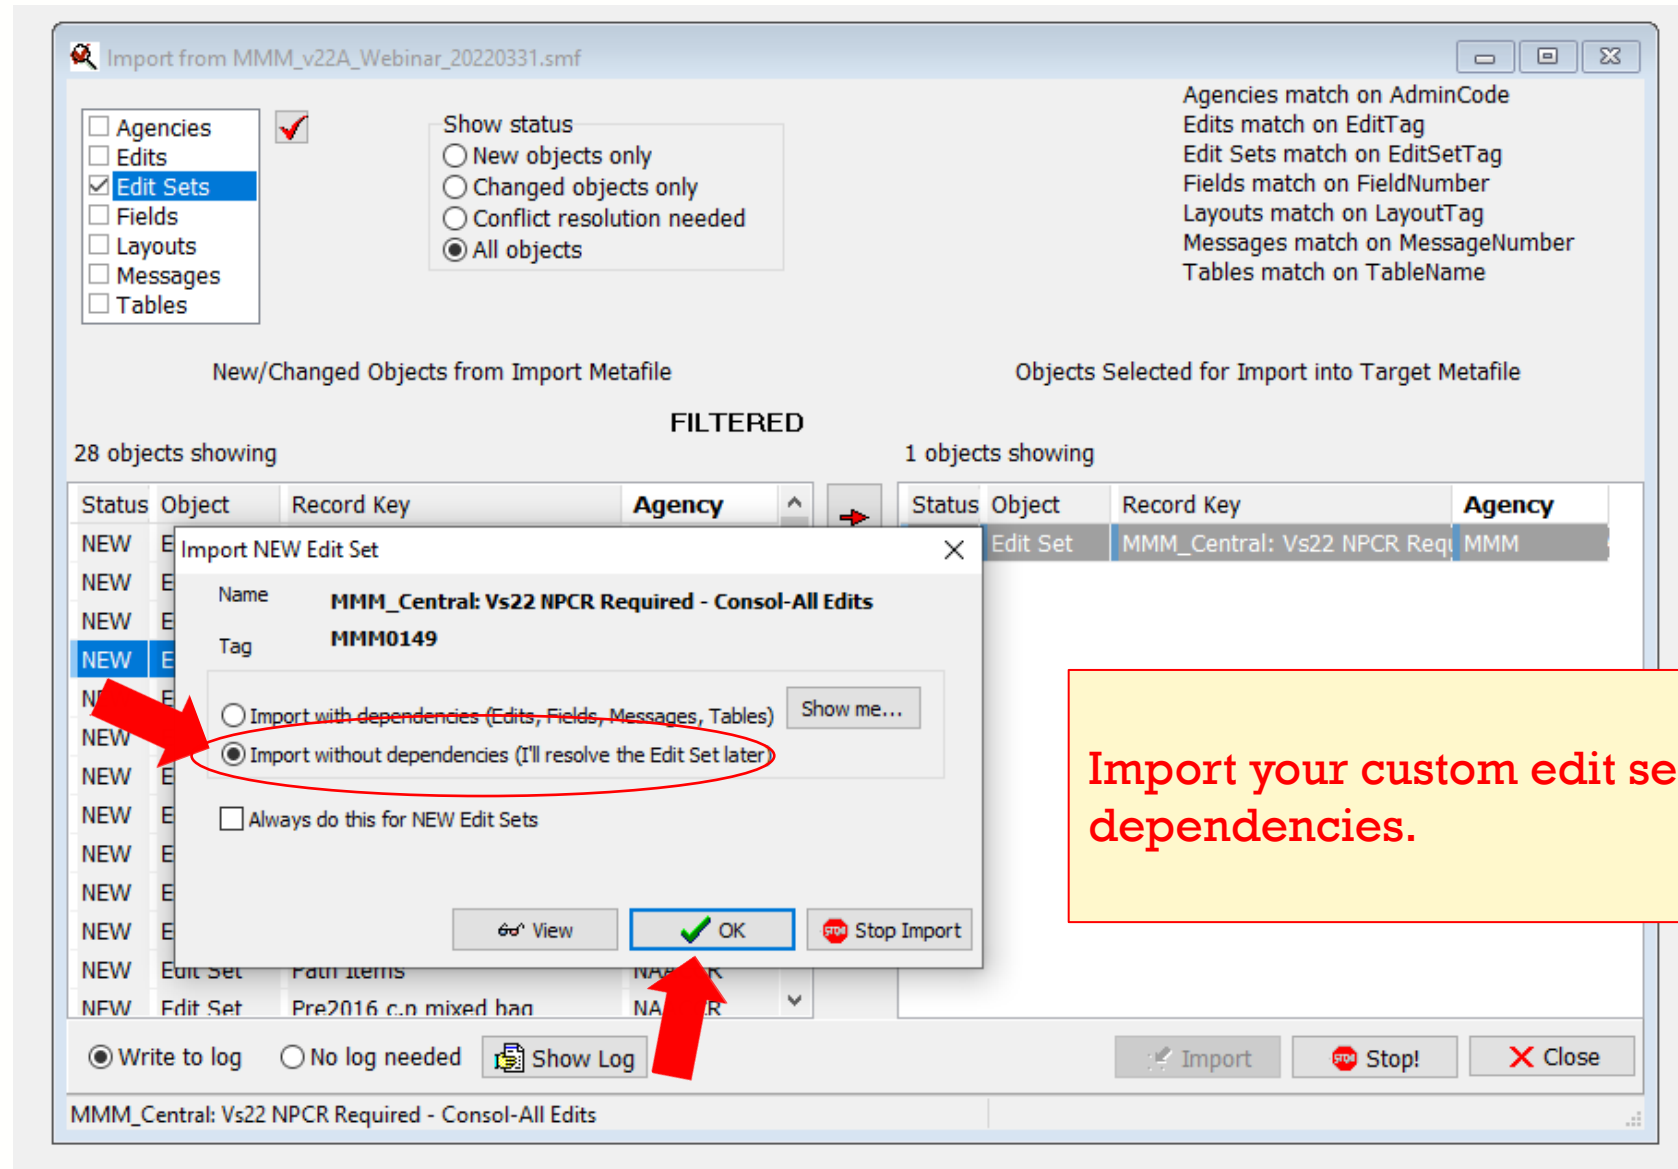 Import from MMM_v22A_Webinar_20220331.smf
Agencies
Edits
Edit Sets
Fields
Layouts
Messages
Tables
Show status
New objects only
Changed objects only
Conflict resolution needed
All objects
Agencies match on AdminCode
Edits match on EditTag
Edit Sets match on EditSetTag
Fields match on FieldNumber
Layouts match on LayoutTag
Messages match on MessageNumber
Tables match on TableName
New/Changed Objects from Import Metafile
Objects Selected for Import into Target Metafile
FILTERED
28 objects showing
1 objects showing
Status Object Record Key Agency
Status Object Record Key Agency
NEW E
Edit Set MMM_Central: Vs22 NPCR Requ MMM
NEW E
NEW E
NEW E
E
NEW
NEW E
NEW E
NEW E
NEW E
NEW E
NEW Edit Set Path Items
NEW Edit Set Pre2016 c.p mixed bag
Import NEW Edit Set
Name MMM_Central: Vs22 NPCR Required - Consol-All Edits
Tag MMM0149
Import with dependencies (Edits, Fields, Messages, Tables) Show me...
Import without dependencies (I'll resolve the Edit Set later)
Always do this for NEW Edit Sets
View OK STOP Stop Import
Import your custom edit se
dependencies.
Write to log No log needed Show Log Import STOP Stop! Close
MMM_Central: Vs22 NPCR Required - Consol-All Edits